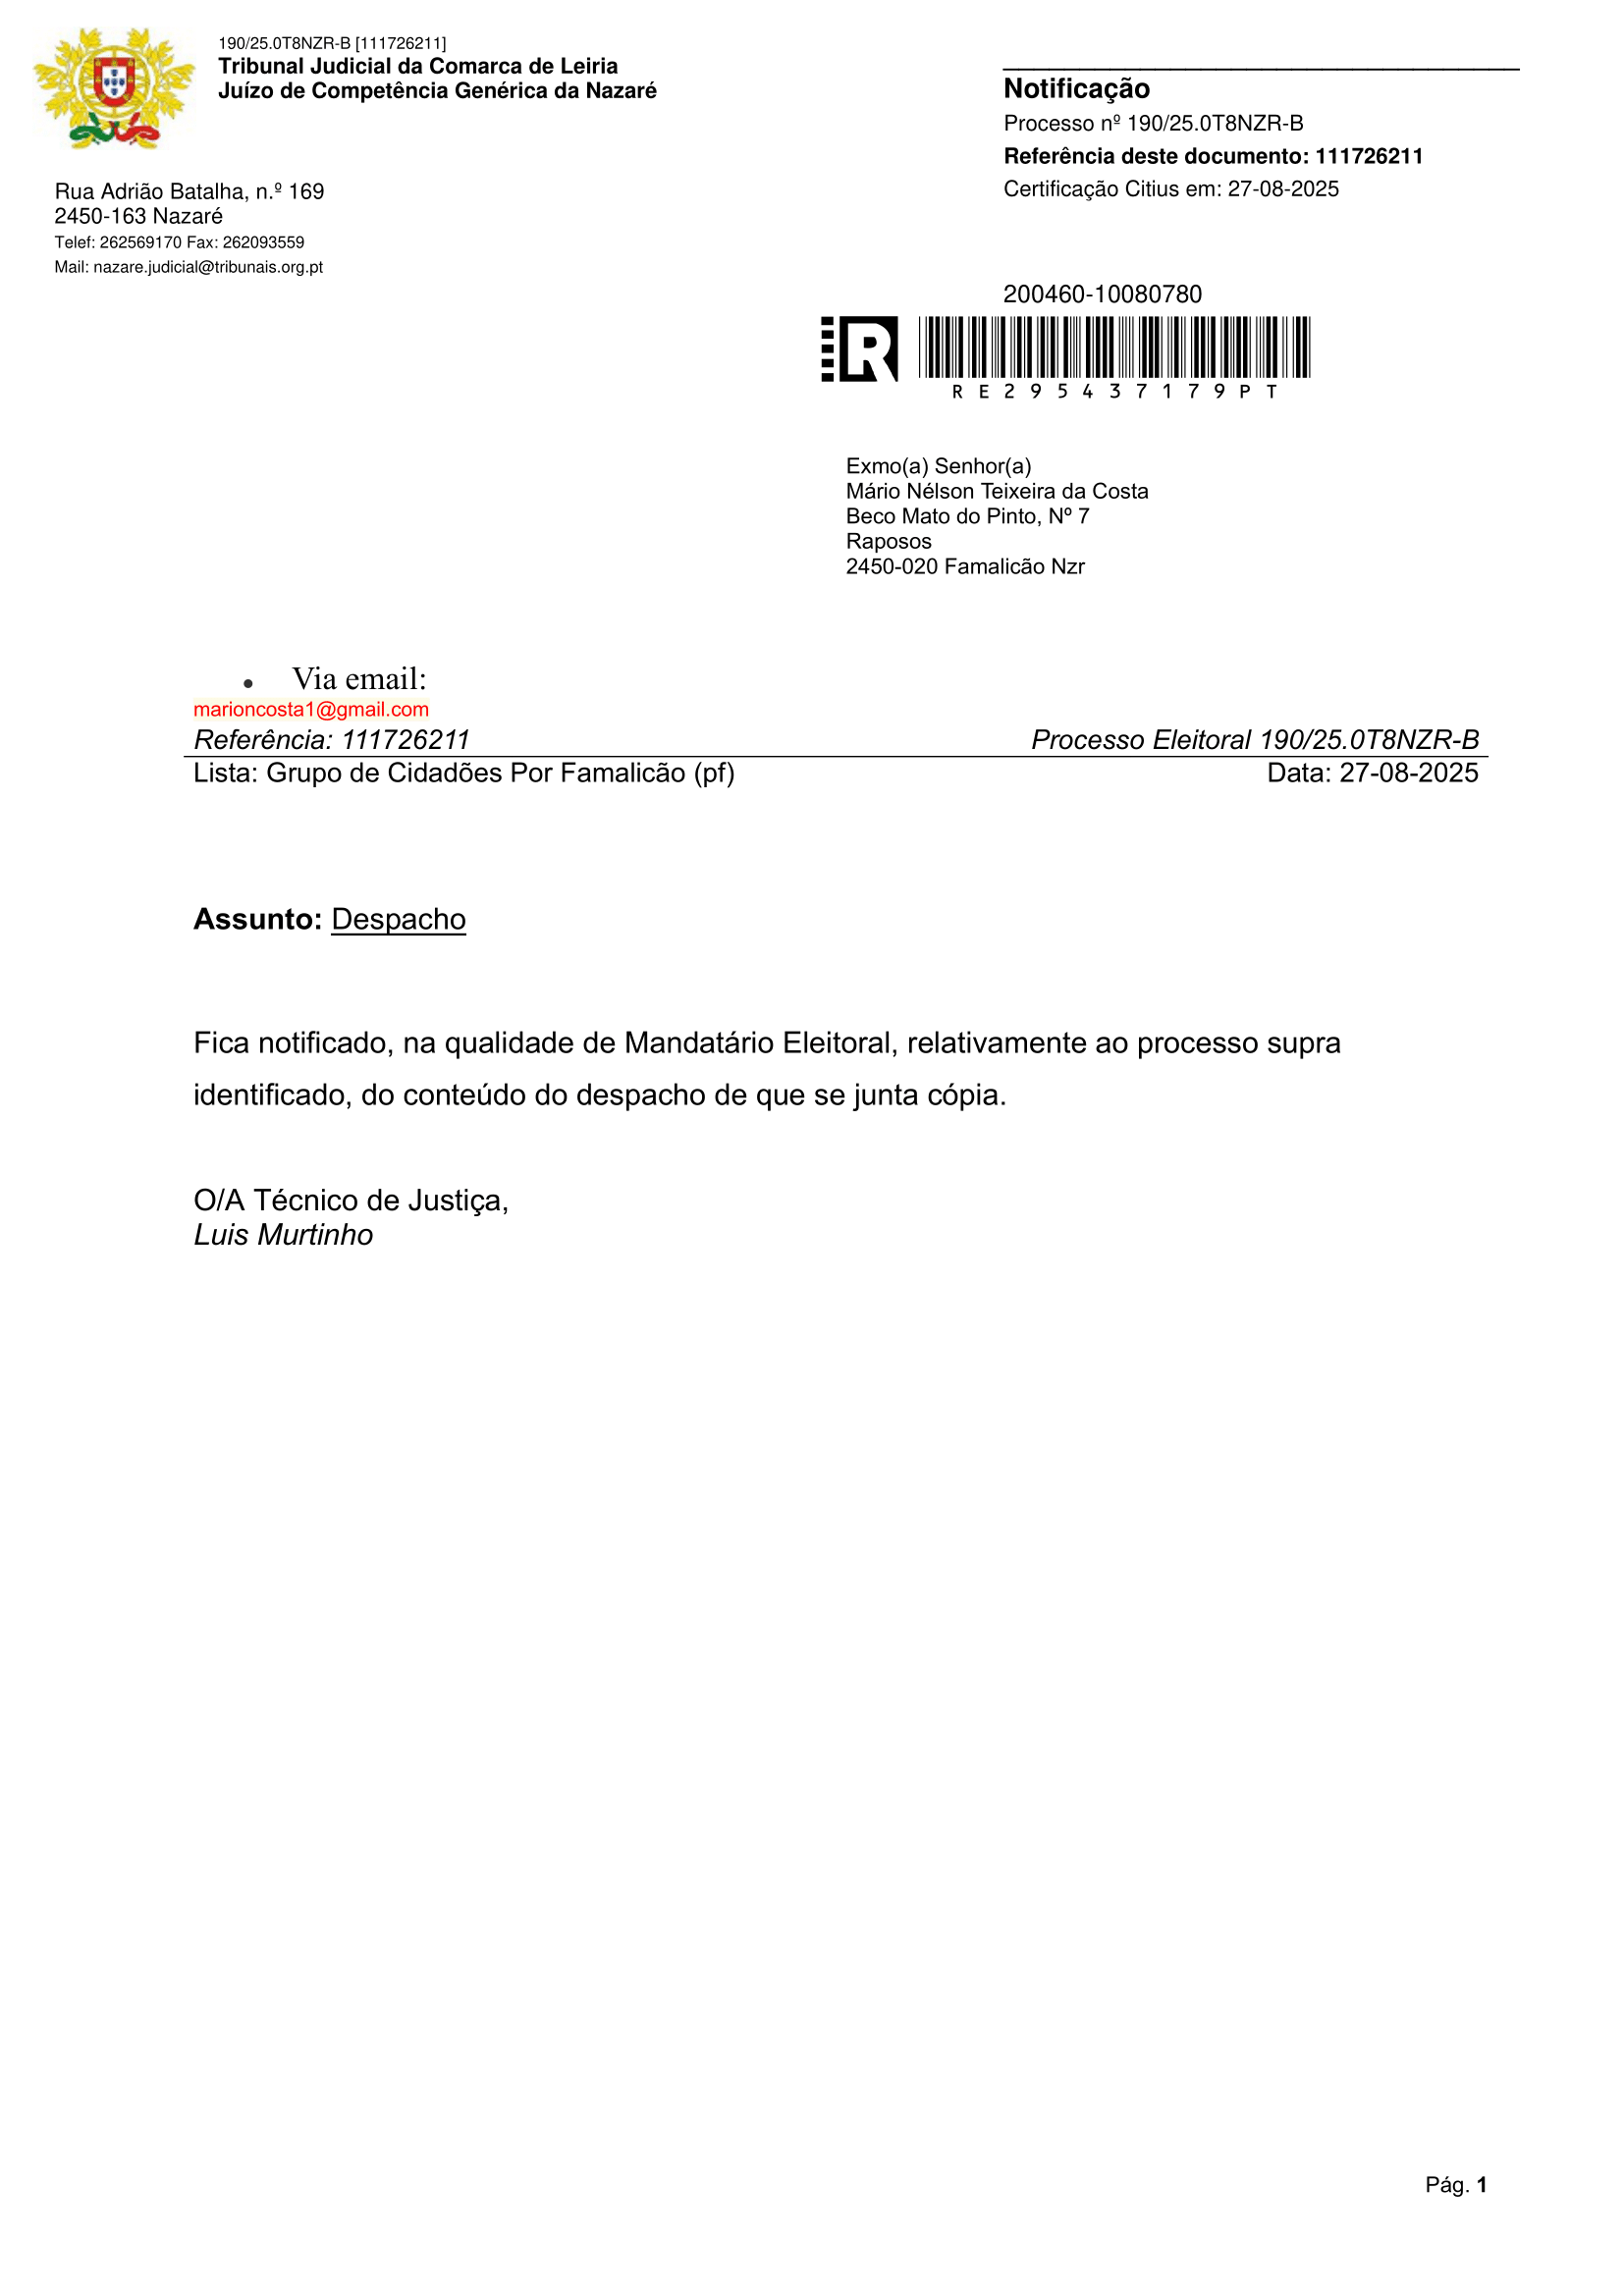 190/25.0T8NZR-B [111726211]
Tribunal Judicial da Comarca de Leiria
Juízo de Competência Genérica da Nazaré
Rua Adrião Batalha, n.º 169
2450-163 Nazaré
Telef: 262569170 Fax: 262093559
Mail: nazare.judicial@tribunais.org.pt
Notificação
Processo nº 190/25.0T8NZR-B
Referência deste documento: 111726211
Certificação Citius em: 27-08-2025
200460-10080780
R
R E 2 9 5 4 3 7 1 7 9 P T
Exmo(a) Senhor(a)
Mário Nélson Teixeira da Costa
Beco Mato do Pinto, Nº 7
Raposos
2450-020 Famalicão Nzr
• Via email:
marioncosta1@gmail.com
Referência: 111726211 Processo Eleitoral 190/25.0T8NZR-B
Lista: Grupo de Cidadões Por Famalicão (pf) Data: 27-08-2025
Assunto: Despacho
Fica notificado, na qualidade de Mandatário Eleitoral, relativamente ao processo supra
identificado, do conteúdo do despacho de que se junta cópia.
O/A Técnico de Justiça,
Luis Murtinho
Pág. 1